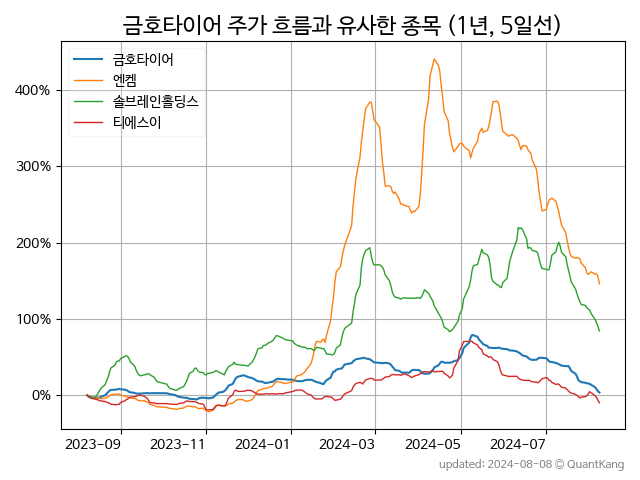 금호타이어 주가 흐름과 유사한 종목 (1년, 5일선)
금호타이어
엔켐
솔브레인홀딩스
티에스이
400%
300%
200%
100%
0%
2023-09 2023-11 2024-01 2024-03 2024-05 2024-07
updated: 2024-08-08 © QuantKang